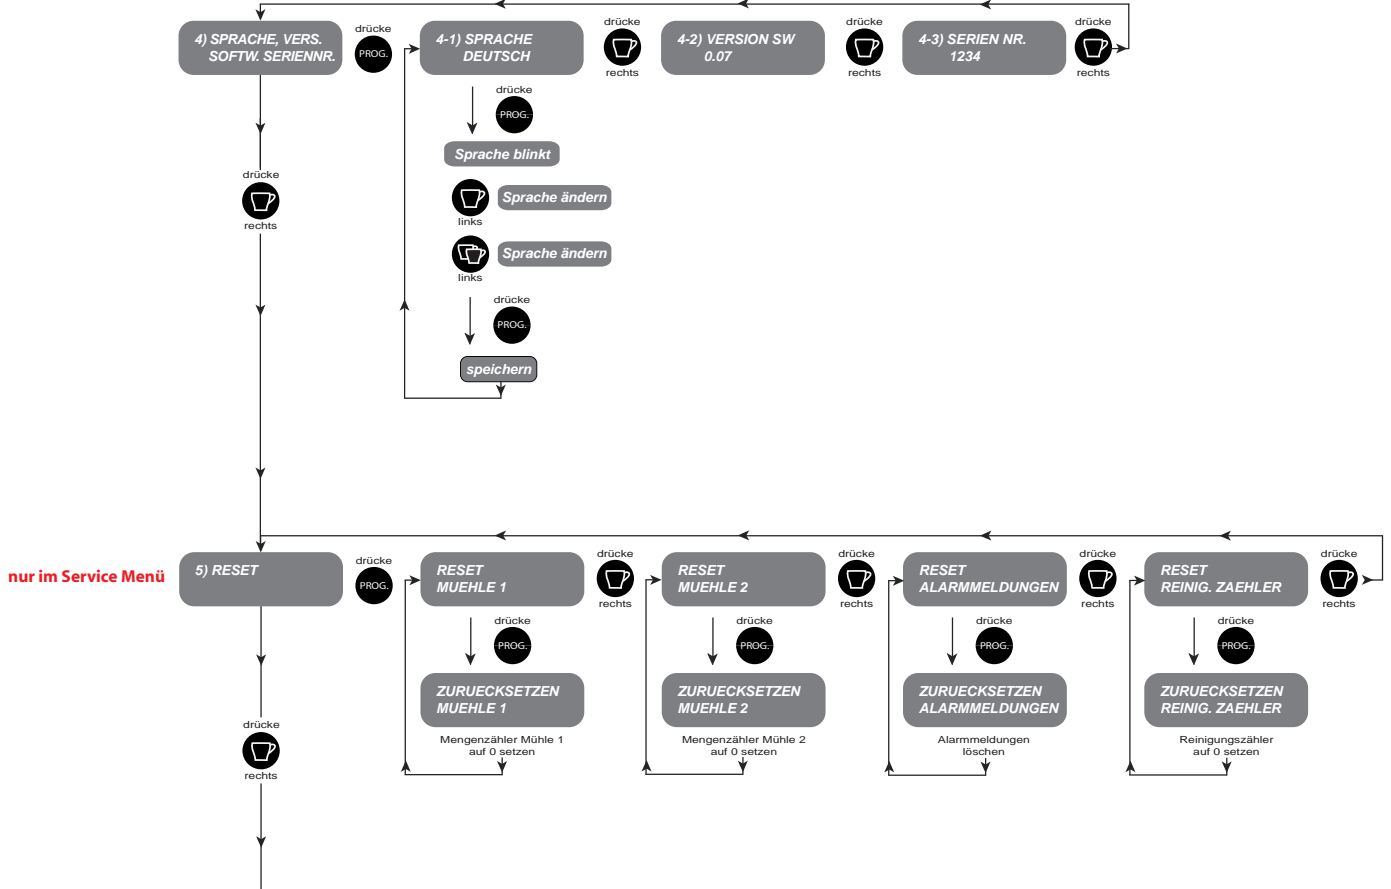 drücke
4) SPRACHE, VERS.
SOFTW. SERIENNR.
PROG.
4-1) SPRACHE
DEUTSCH
drücke
rechts
4-2) VERSION SW
0.07
drücke
rechts
4-3) SERIEN NR.
1234
drücke
rechts
drücke
PROG.
Sprache blinkt
drücke
rechts
links
Sprache ändern
links
Sprache ändern
drücke
PROG.
speichern
nur im Service Menü
5) RESET
drücke
PROG.
RESET
MUEHLE 1
drücke
rechts
RESET
MUEHLE 2
drücke
rechts
RESET
ALARMMELDUNGEN
drücke
rechts
RESET
REINIG. ZAEHLER
drücke
rechts
drücke
PROG.
drücke
PROG.
drücke
PROG.
drücke
PROG.
ZURUECKSETZEN
MUEHLE 1
ZURUECKSETZEN
MUEHLE 2
ZURUECKSETZEN
ALARMMELDUNGEN
ZURUECKSETZEN
REINIG. ZAEHLER
drücke
rechts
Mengenzähler Mühle 1
auf 0 setzen
Mengenzähler Mühle 2
auf 0 setzen
Alarmmeldungen
löschen
Reinigungszähler
auf 0 setzen